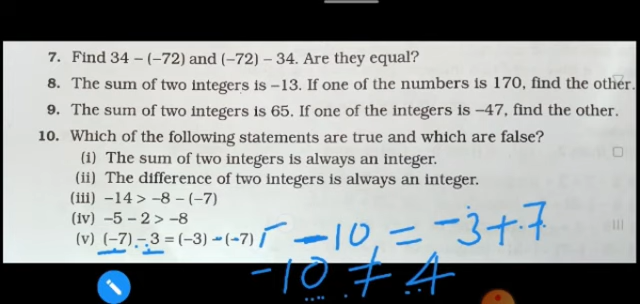 7. Find 34 – (–72) and (–72) – 34. Are they equal?
8. The sum of two integers is –13. If one of the numbers is 170, find the other.
9. The sum of two integers is 65. If one of the integers is –47, find the other.
10. Which of the following statements are true and which are false?
(i) The sum of two integers is always an integer.
(ii) The difference of two integers is always an integer.
(iii) –14 > –8 – (–7)
(iv) –5 – 2 > –8
(v) (–7) – 3 = (–3) – (–7) –10 = –3+7
–10 ≠ 4